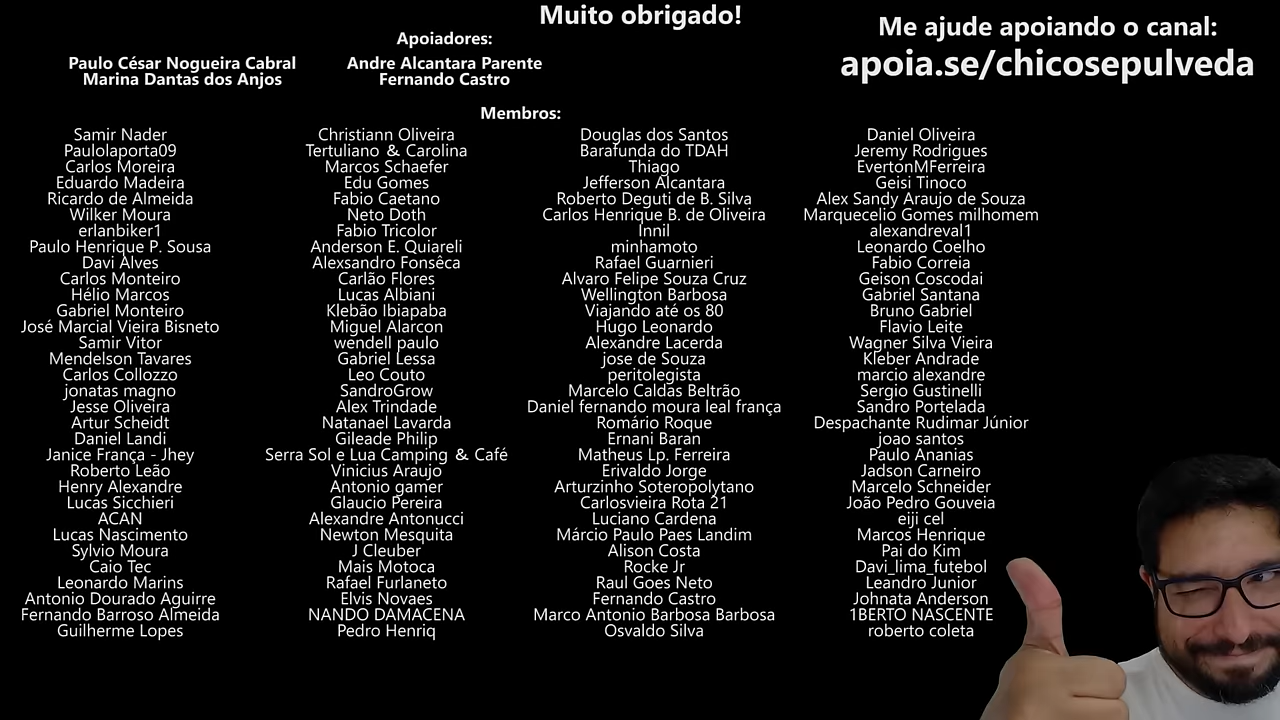 Muito obrigado!
Me ajude apoiando o canal:
apoia.se/chicosepulveda
Apoiadores:
Paulo César Nogueira Cabral
Marina Dantas dos Anjos
Andre Alcantara Parente
Fernando Castro
Membros:
Samir Nader
Paulolaporta09
Carlos Moreira
Eduardo Madeira
Ricardo de Almeida
Wilker Moura
erlanbiker1
Paulo Henrique P. Sousa
Davi Alves
Carlos Monteiro
Hélio Marcos
Gabriel Monteiro
José Marcial Vieira Bisneto
Samir Vitor
Mendelson Tavares
Carlos Collozzo
jonatas magno
Jesse Oliveira
Artur Scheidt
Daniel Landi
Janice França - Jhey
Roberto Leão
Henry Alexandre
Lucas Sicchieri
ACAN
Lucas Nascimento
Sylvio Moura
Caio Tec
Leonardo Marins
Antonio Dourado Aguirre
Fernando Barroso Almeida
Guilherme Lopes
Christiann Oliveira
Tertuliano & Carolina
Marcos Schaefer
Edu Gomes
Fabio Caetano
Neto Doth
Fabio Tricolor
Anderson E. Quiareli
Alexsandro Fonsêca
Carlão Flores
Lucas Albiani
Klebão Ibiapaba
Miguel Alarcon
wendell paulo
Gabriel Lessa
Leo Couto
SandroGrow
Alex Trindade
Natanael Lavarda
Gileade Philip
Serra Sol e Lua Camping & Café
Vinicius Araujo
Antonio gamer
Glaucio Pereira
Alexandre Antonucci
Newton Mesquita
J Cleuber
Mais Motoca
Rafael Furlaneto
Elvis Novaes
NANDO DAMACENA
Pedro Henriq
Douglas dos Santos
Barafunda do TDAH
Thiago
Jefferson Alcantara
Roberto Deguti de B. Silva
Carlos Henrique B. de Oliveira
Innil
minhamoto
Rafael Guarnieri
Alvaro Felipe Souza Cruz
Wellington Barbosa
Viajando até os 80
Hugo Leonardo
Alexandre Lacerda
jose de Souza
peritolegista
Marcelo Caldas Beltrão
Daniel fernando moura leal frança
Romário Roque
Ernani Baran
Matheus Lp. Ferreira
Erivaldo Jorge
Arturzinho Soteropolytano
Carlosvieira Rota 21
Luciano Cardena
Márcio Paulo Paes Landim
Alison Costa
Rocke Jr
Raul Goes Neto
Fernando Castro
Marco Antonio Barbosa Barbosa
Osvaldo Silva
Daniel Oliveira
Jeremy Rodrigues
EvertonMFerreira
Geisi Tinoco
Alex Sandy Araujo de Souza
Marquecelio Gomes milhomem
alexandreval1
Leonardo Coelho
Fabio Correia
Geison Coscodai
Gabriel Santana
Bruno Gabriel
Flavio Leite
Wagner Silva Vieira
Kleber Andrade
marcio alexandre
Sergio Gustinelli
Sandro Portelada
Despachante Rudimar Júnior
joao santos
Paulo Ananias
Jadson Carneiro
Marcelo Schneider
João Pedro Gouveia
eiji cel
Marcos Henrique
Pai do Kim
Davi_lima_futebol
Leandro Junior
Johnata Anderson
1BERTO NASCENTE
roberto coleta